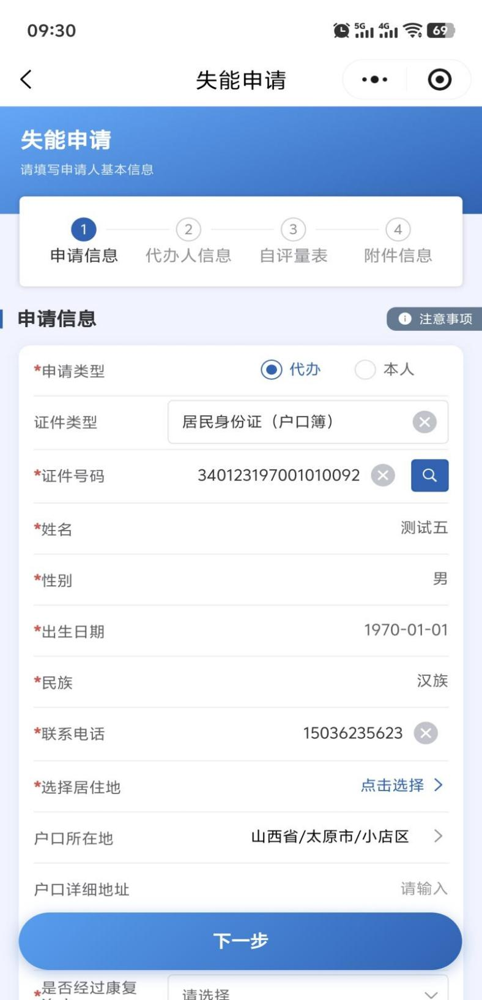 09:30
5G 4G 69
失能申请
失能申请
请填写申请人基本信息
1 2 3 4
申请信息 代办人信息 自评量表 附件信息
申请信息
注意事项
*申请类型 代办 本人
证件类型 居民身份证（户口簿）
*证件号码 340123197001010092
*姓名 测试五
*性别 男
*出生日期 1970-01-01
*民族 汉族
*联系电话 15036235623
*选择居住地 点击选择
户口所在地 山西省/太原市/小店区
户口详细地址 请输入
下一步
*是否经过康复 请选择